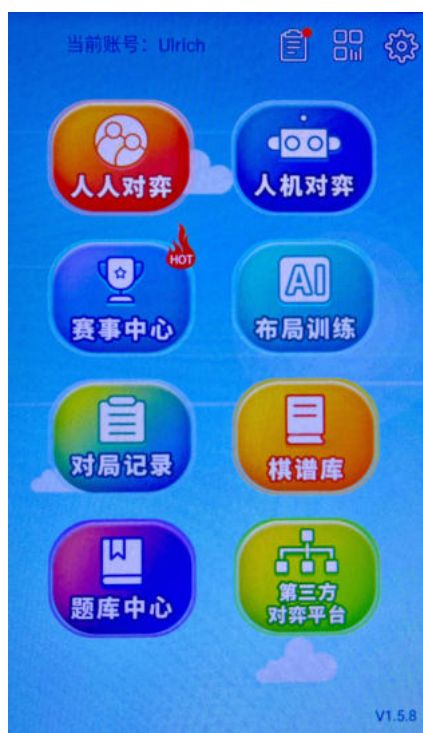 当前账号：Ulrich
人人对弈
人机对弈
HOT
赛事中心
AI
布局训练
对局记录
棋谱库
题库中心
第三方
对弈平台
V1.5.8